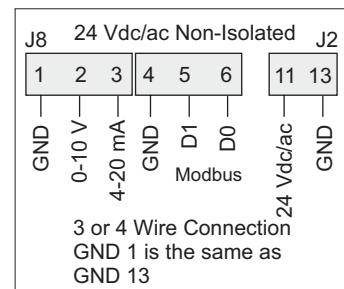 24 Vdc/ac Non-Isolated
J8 J2
1 2 3 4 5 6 11 13
GND 0-10 V 4-20 mA GND D1 D0 24 Vdc/ac GND
Modbus
3 or 4 Wire Connection
GND 1 is the same as
GND 13